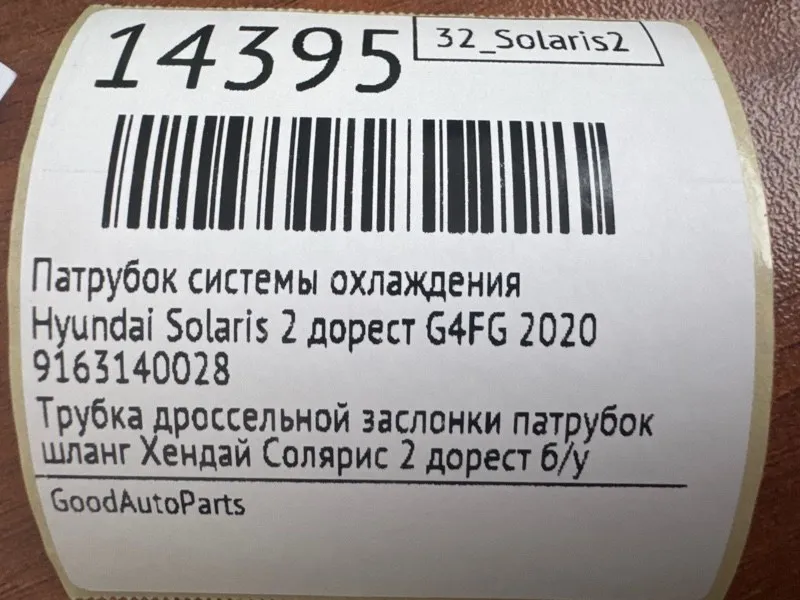 14395
32_Solaris2
Патрубок системы охлаждения
Hyundai Solaris 2 дорест G4FG 2020
9163140028
Трубка дроссельной заслонки патрубок
шланг Хендай Солярис 2 дорест б/у
GoodAutoParts